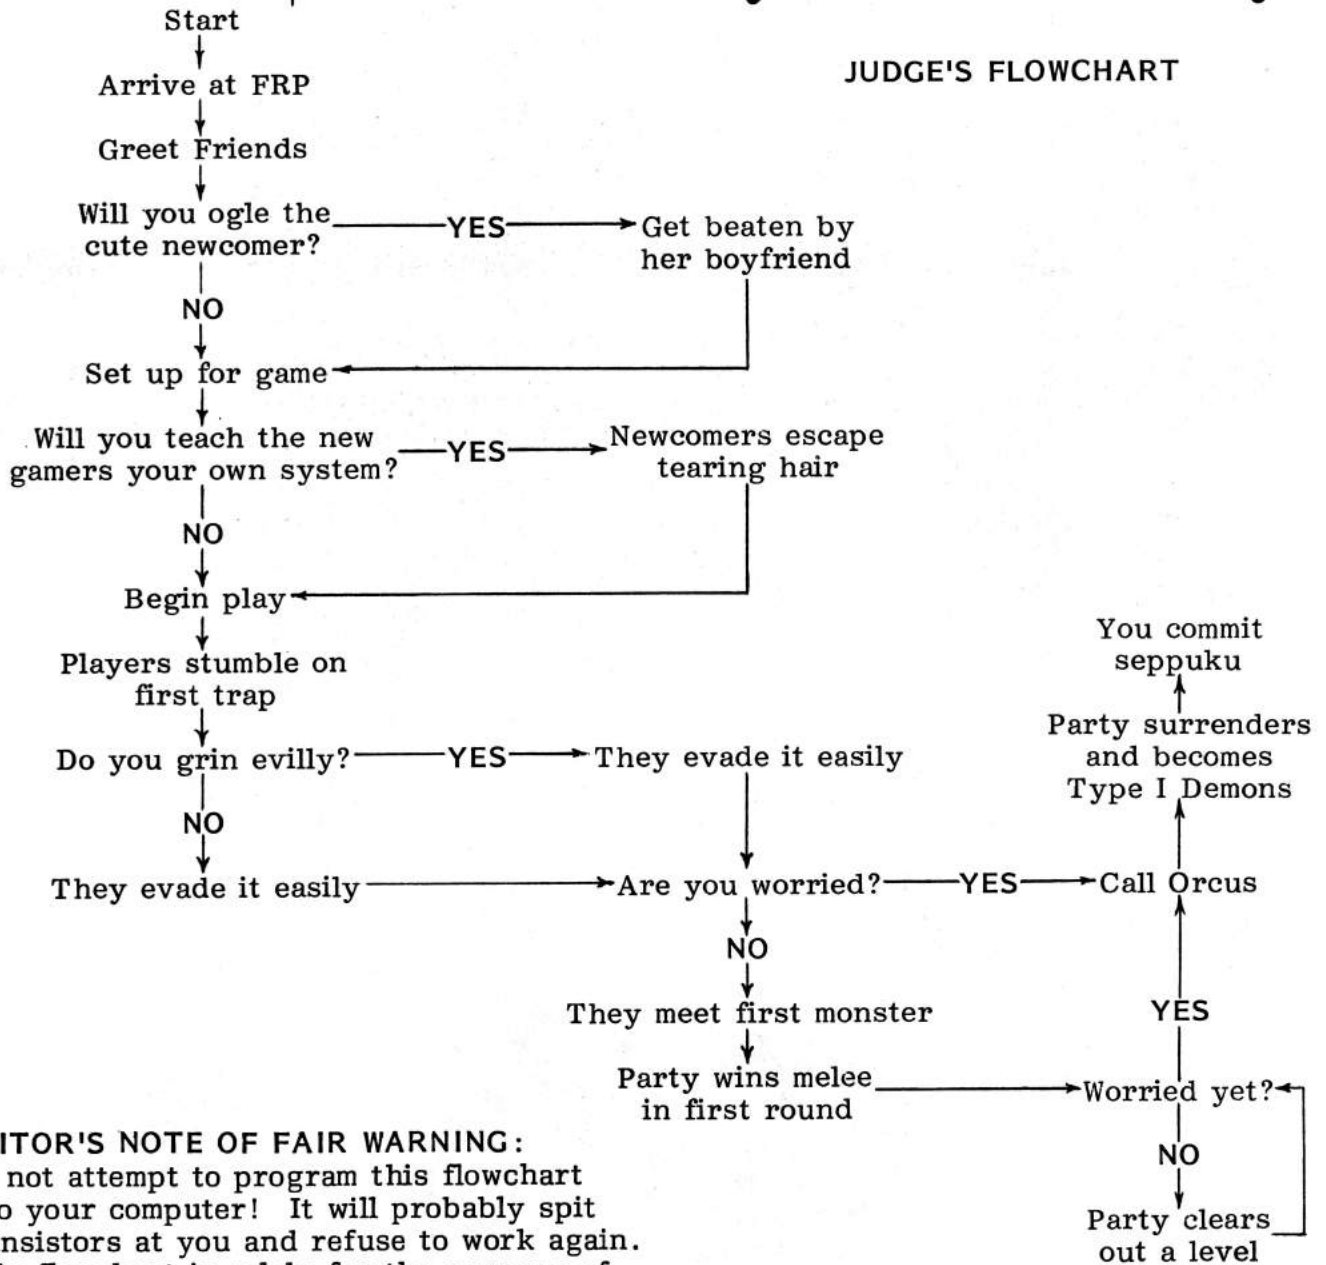 Start
JUDGE'S FLOWCHART
Arrive at FRP
Greet Friends
Will you ogle the
cute newcomer?
YES
Get beaten by
her boyfriend
NO
Set up for game
Will you teach the new
gamers your own system?
YES
Newcomers escape
tearing hair
NO
Begin play
Players stumble on
first trap
Do you grin evilly?
YES
They evade it easily
NO
They evade it easily
Are you worried?
YES
Call Orcus
Party surrenders
and becomes
Type I Demons
You commit
seppuku
NO
They meet first monster
Party wins melee
in first round
Worried yet?
YES
NO
Party clears
out a level
ITOR'S NOTE OF FAIR WARNING:
not attempt to program this flowchart
o your computer! It will probably spit
nsistors at you and refuse to work again.